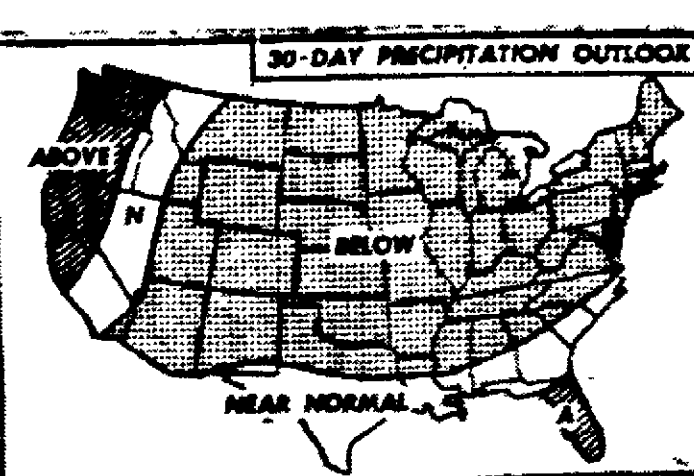 30-DAY PRECIPITATION OUTLOOK
ABOVE
N
BELOW
NEAR NORMAL
A